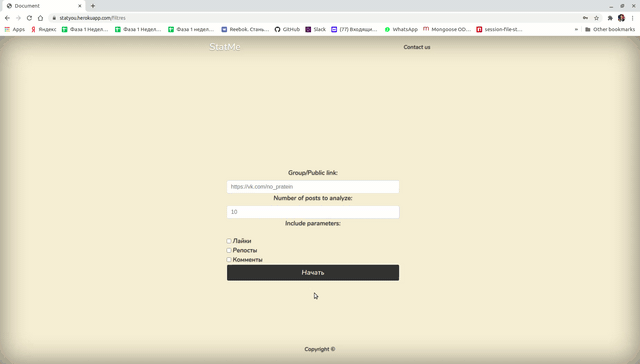 Document
statyou.herokuapp.com/filtres
Apps Яндекс Фаза 1 Недел... Фаза 1 Недел... Фаза 1 недел... Reebok. Стань... GitHub Slack (77) Входящи... WhatsApp Mongoose OD... session-file-st... » Other bookmarks
StatMe Contact us
Group/Public link:
https://vk.com/no_pratein
Number of posts to analyze:
10
Include parameters:
Лайки
Репосты
Комменты
Начать
Copyright ©